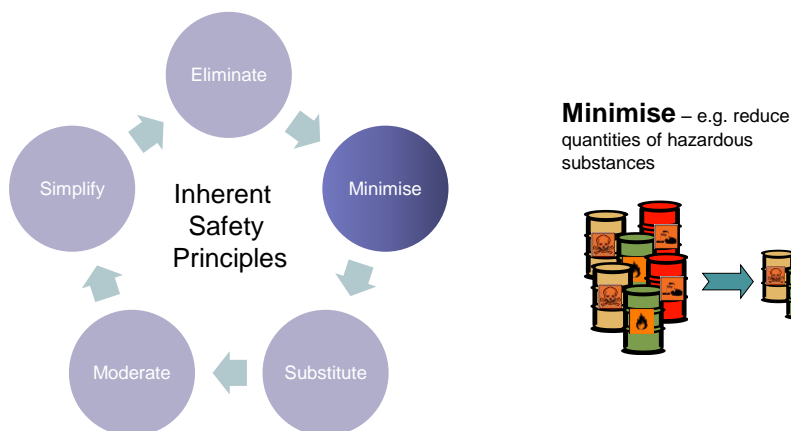 Eliminate
Minimise
Substitute
Moderate
Simplify
Inherent
Safety
Principles
Minimise – e.g. reduce
quantities of hazardous
substances